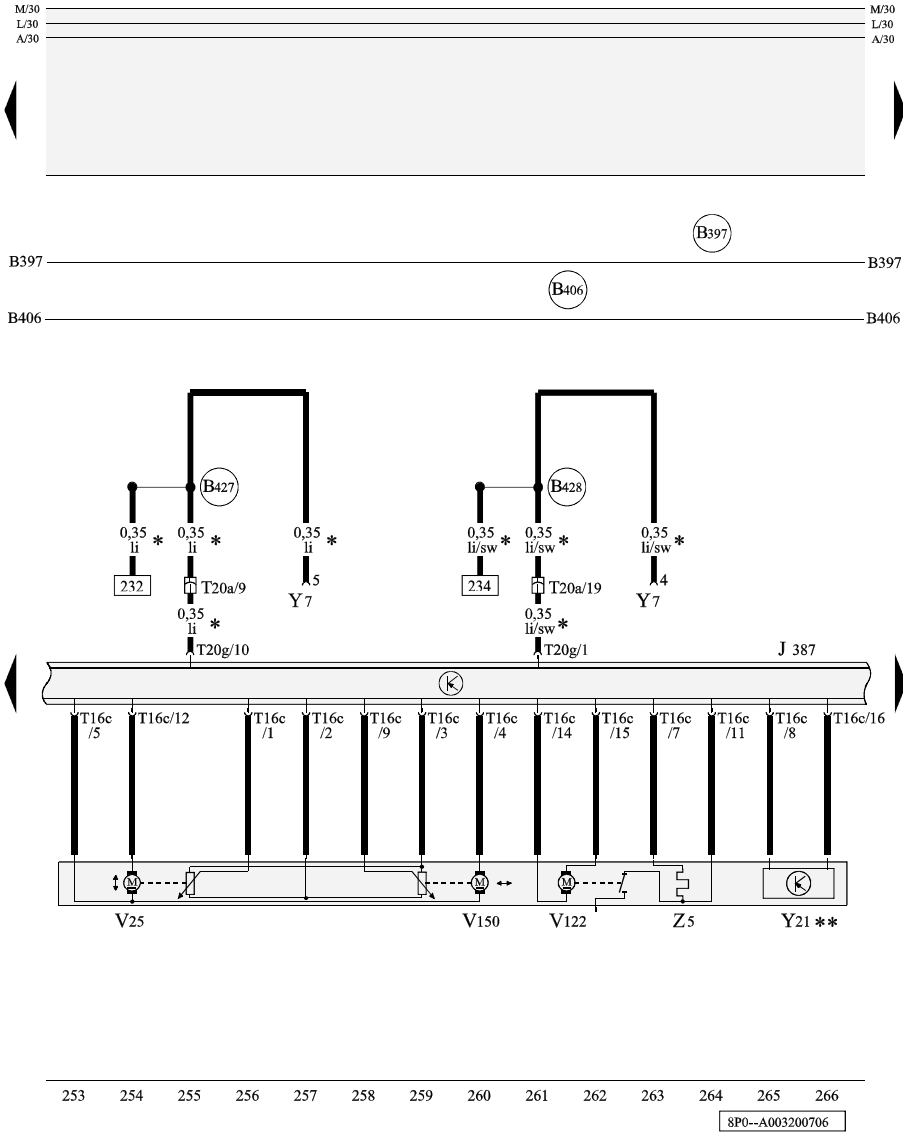 M/30 M/30
L/30 L/30
A/30 A/30
B397
B397 B397
B406
B406 B406
B427 B428
0,35 0,35 0,35 0,35 0,35 0,35
li * li * li * li/sw * li/sw * li/sw *
232 T20a/9 5 234 T20a/19 4
Y7 Y7
0,35 0,35
li * li/sw *
T20g/10 T20g/1 J 387
T16c T16c/12 T16c T16c T16c T16c T16c T16c T16c T16c T16c T16c T16c/16
/5 /1 /2 /9 /3 /4 /14 /15 /7 /11 /8
M M M
V25 V150 V122 Z5 Y21 **
253 254 255 256 257 258 259 260 261 262 263 264 265 266
8P0--A003200706